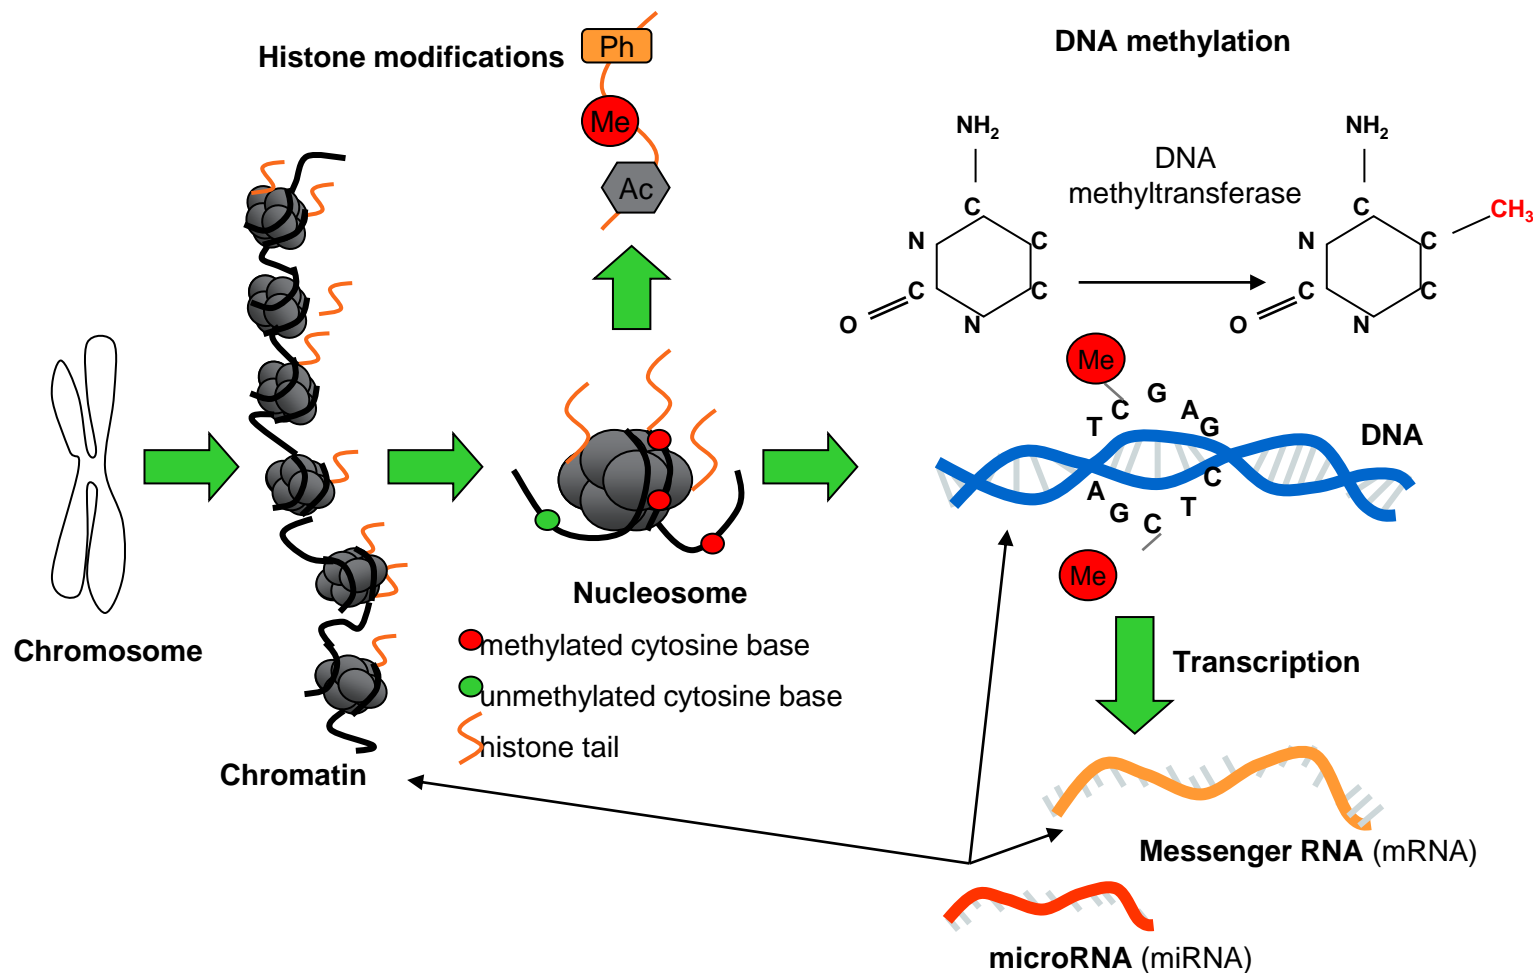 Histone modifications
Ph
Me
Ac
DNA methylation
NH₂
DNA
methyltransferase
NH₂
C
N
C
C
C
N
O
C
CH₃
N
C
C
C
N
O
Me
T C G A G
DNA
A G C T C
Me
Chromosome
Chromatin
Nucleosome
methylated cytosine base
unmethylated cytosine base
histone tail
Transcription
Messenger RNA (mRNA)
microRNA (miRNA)